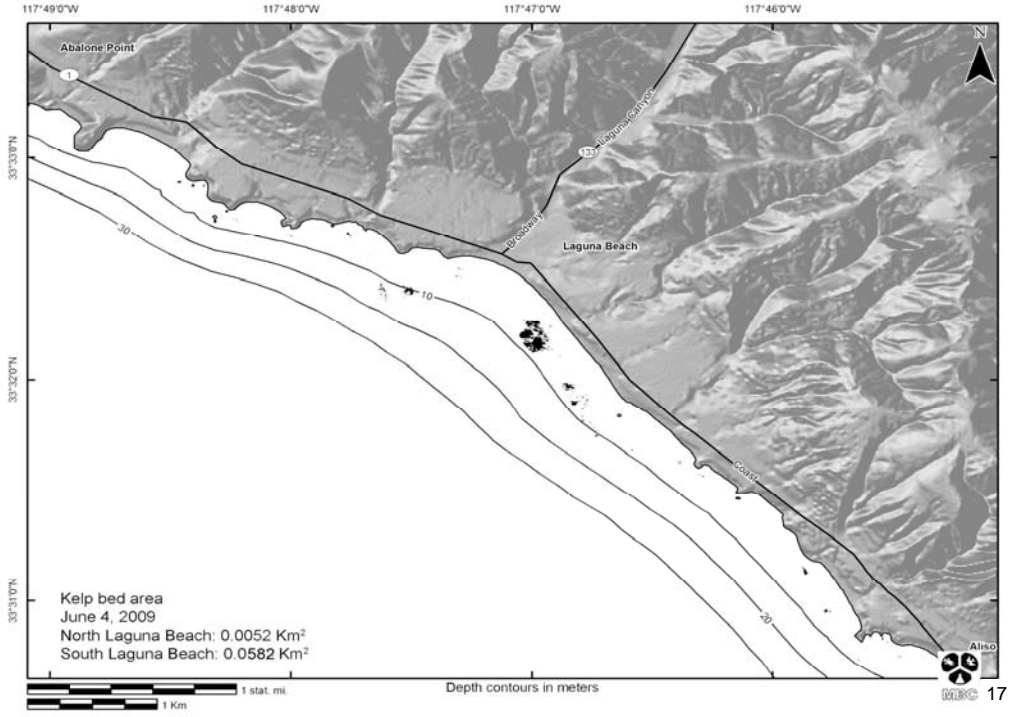 117°49'0"W
117°48'0"W
117°47'0"W
117°46'0"W
Abalone Point
N
1
Laguna Canyon
133
33°33'0"N
Broadway
Laguna Beach
30
10
33°32'0"N
Coast
33°31'0"N
Kelp bed area
June 4, 2009
North Laguna Beach: 0.0052 Km²
South Laguna Beach: 0.0582 Km²
20
Aliso
1 stat. mi.
Depth contours in meters
MBC
17
1 Km